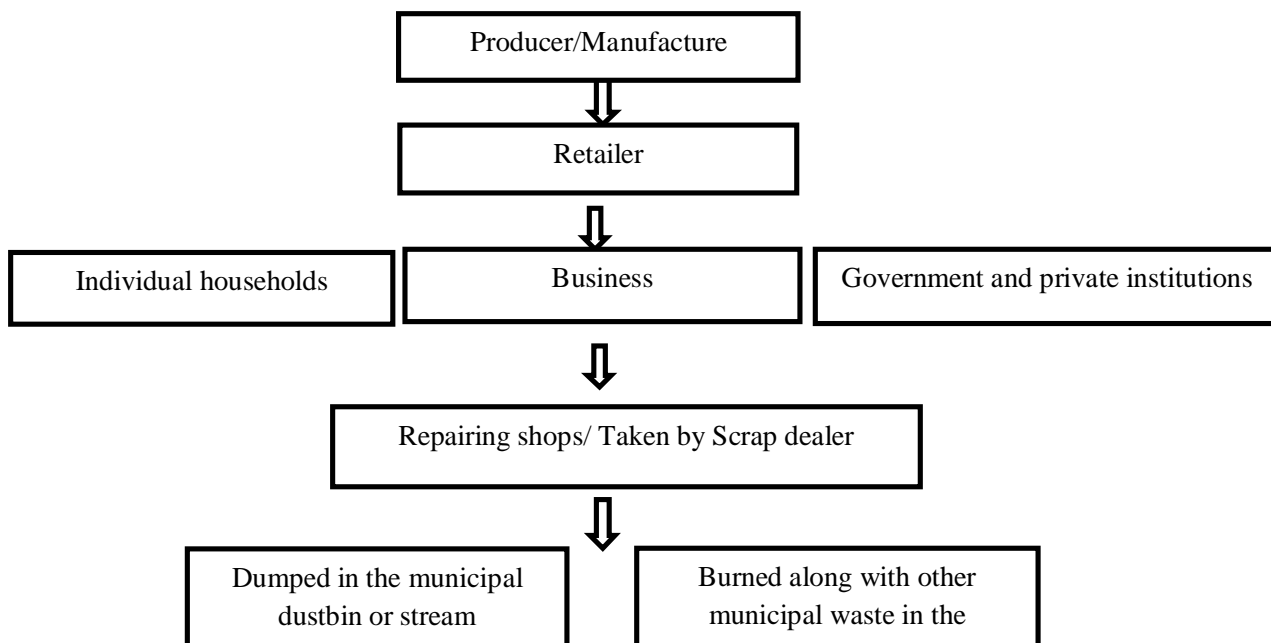 Producer/Manufacture
Retailer
Individual households
Business
Government and private institutions
Repairing shops/ Taken by Scrap dealer
Dumped in the municipal
dustbin or stream
Burned along with other
municipal waste in the